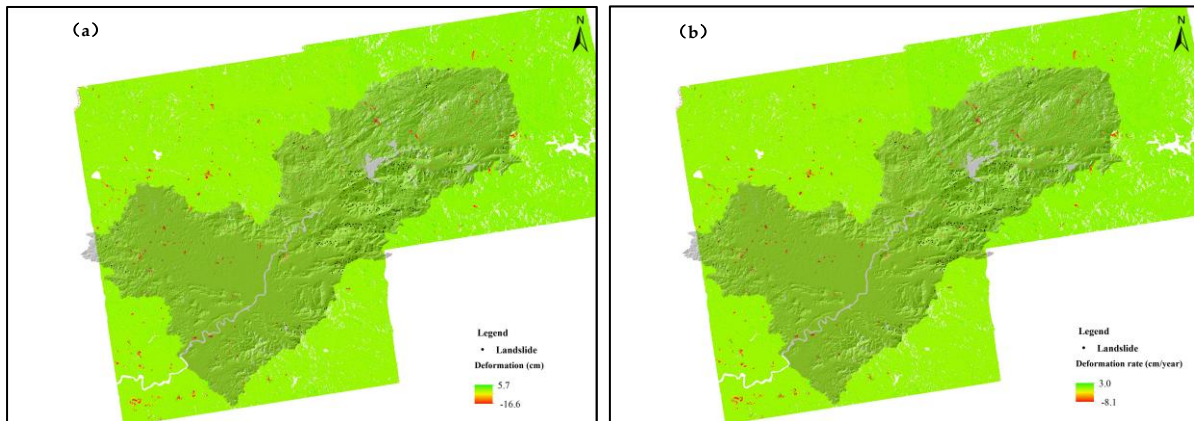 (a)
N
Legend
Landslide
Deformation (cm)
5.7
-16.6
(b)
N
Legend
Landslide
Deformation rate (cm/year)
3.0
-8.1